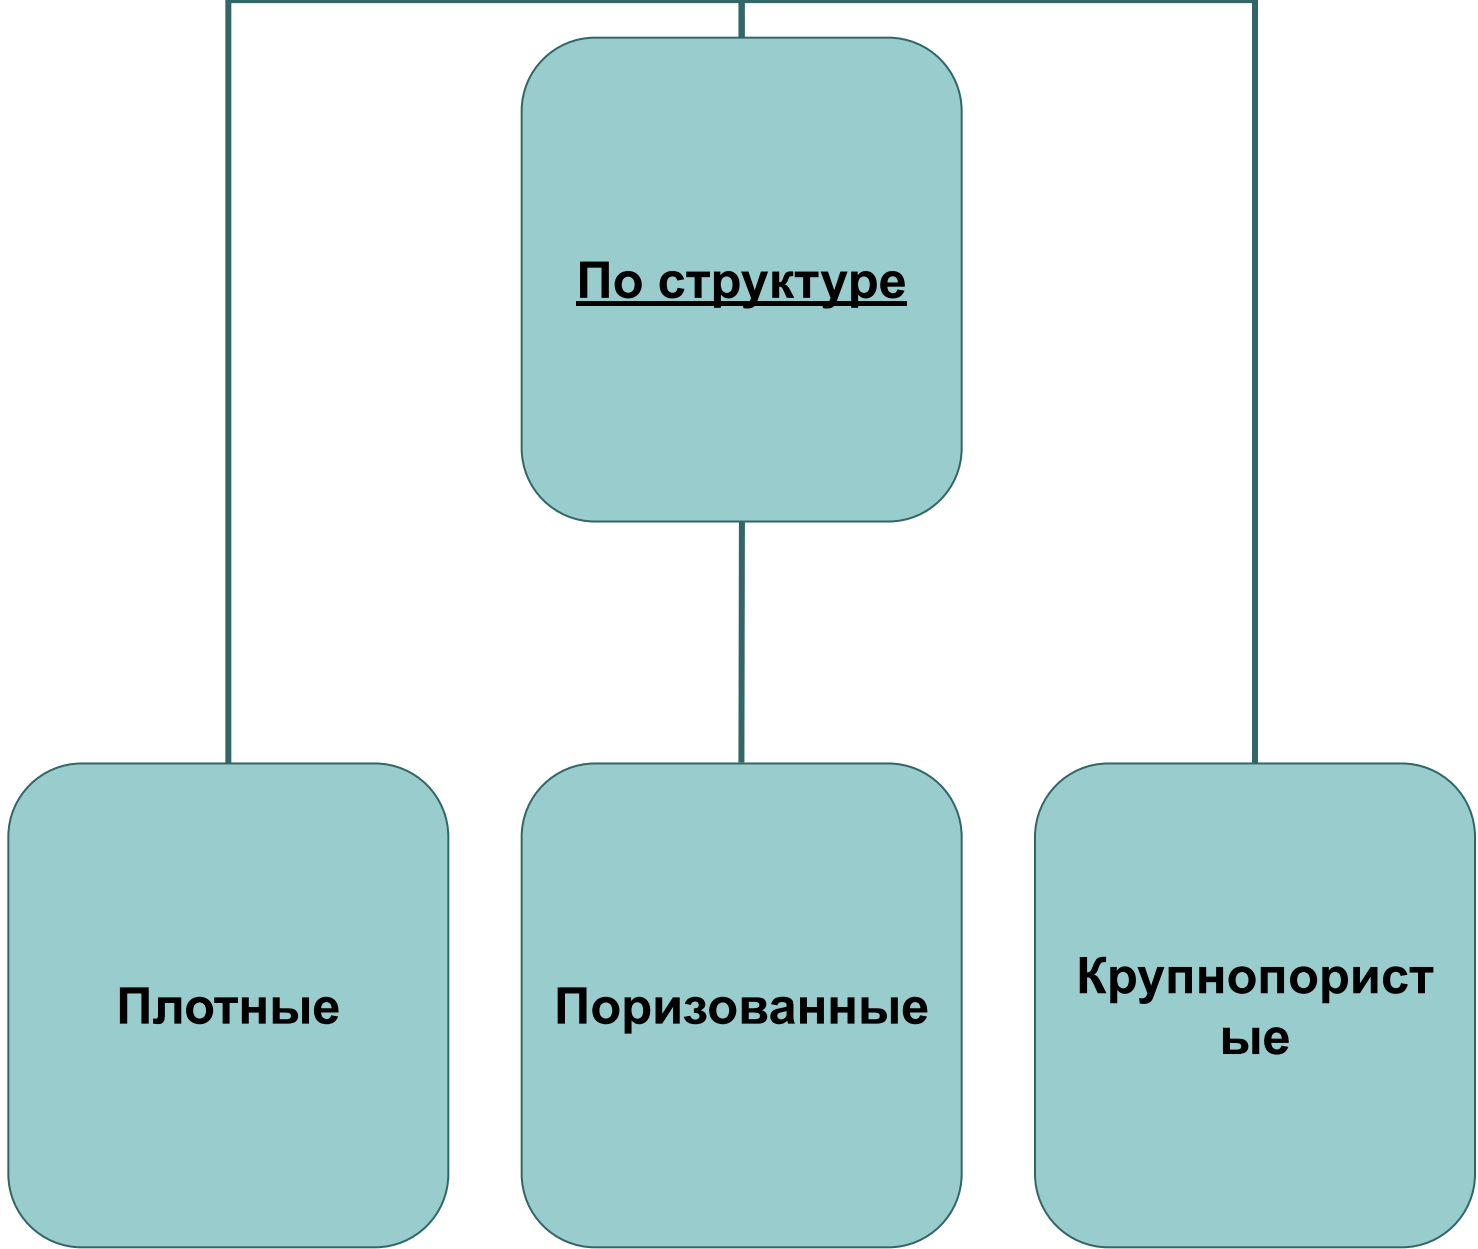 По структуре
Плотные
Поризованные
Крупнопорист
ые